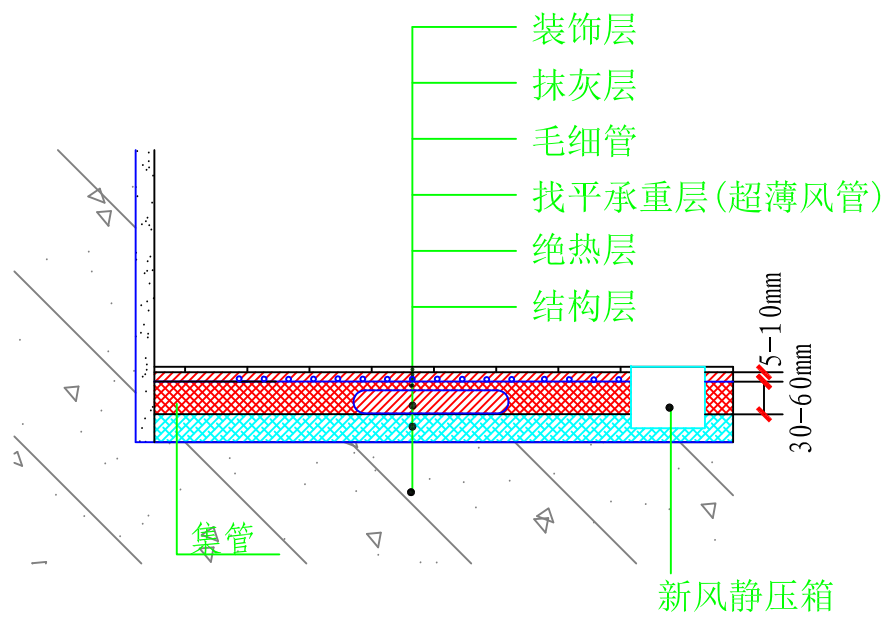 装饰层
抹灰层
毛细管
找平承重层(超薄风管)
绝热层
结构层
5-10mm
30-60mm
集管
新风静压箱